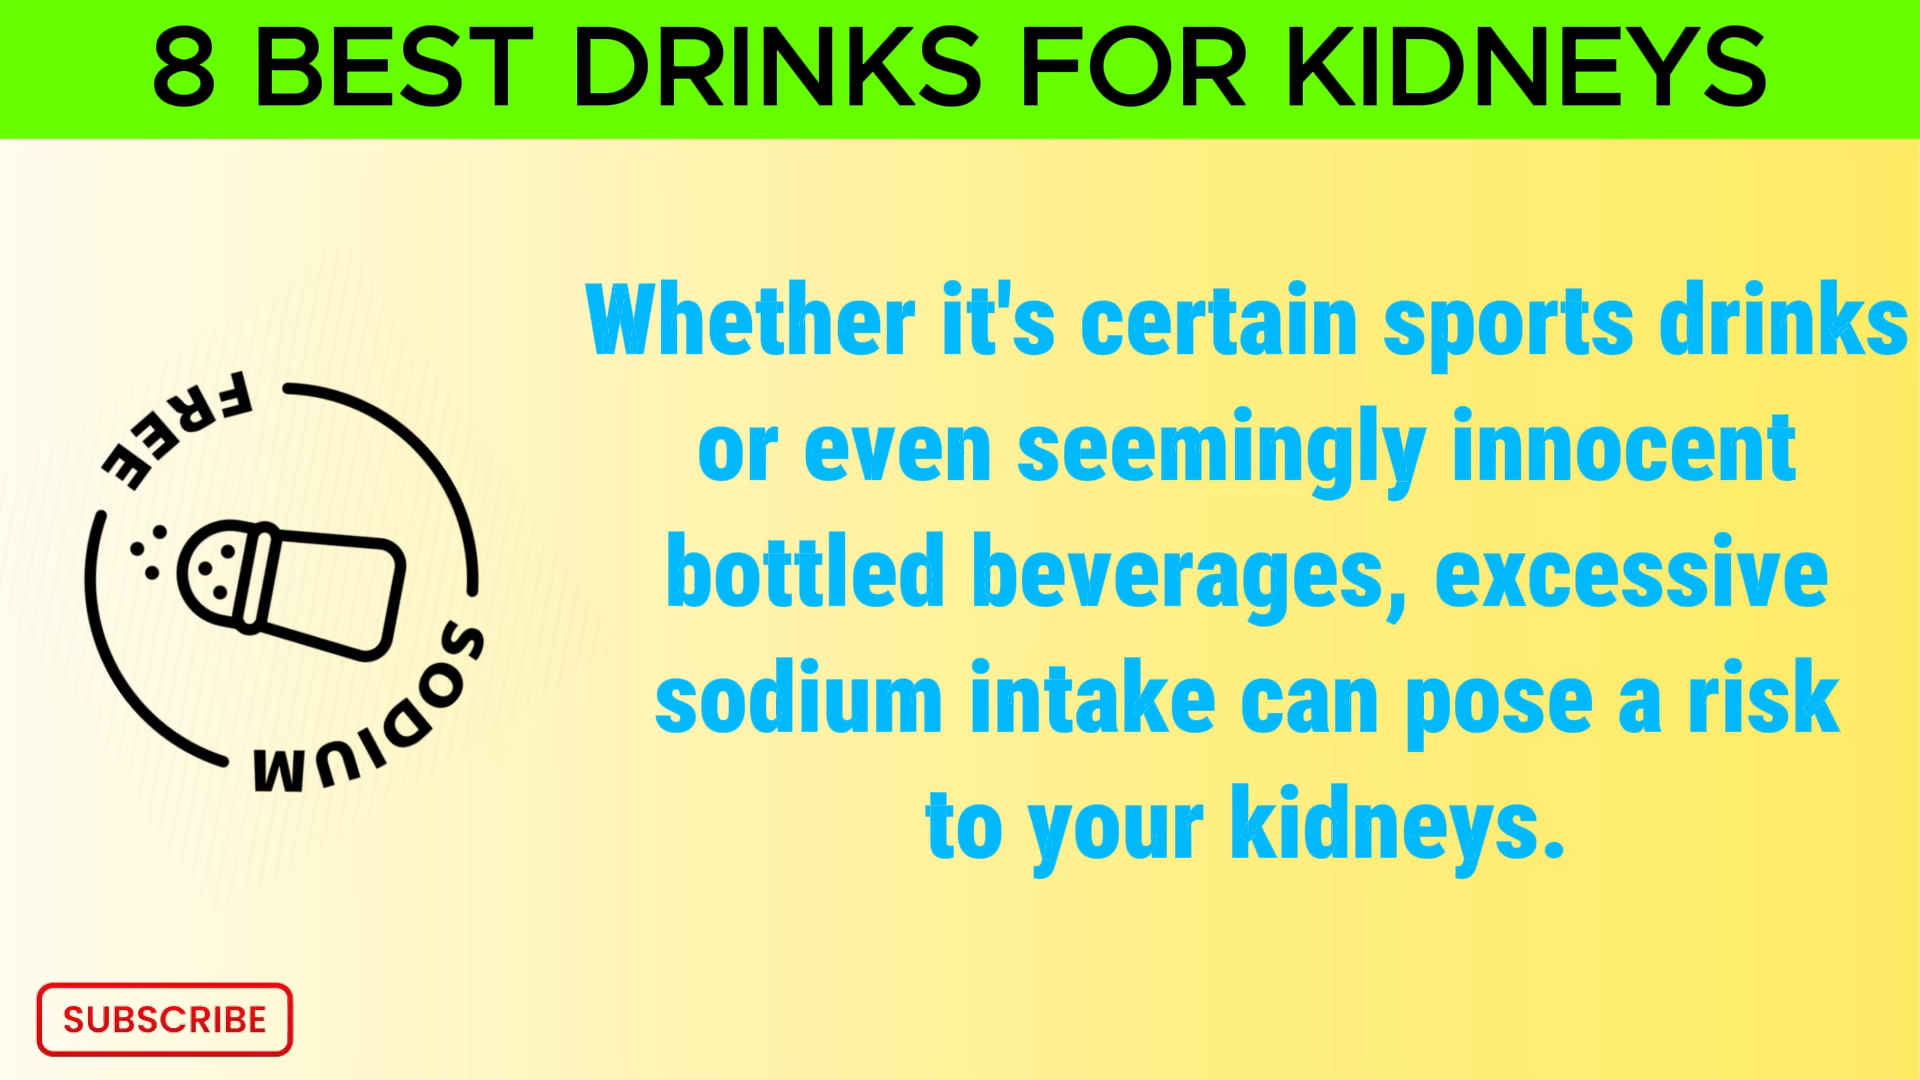 8 BEST DRINKS FOR KIDNEYS
SODIUM
FREE
Whether it's certain sports drinks
or even seemingly innocent
bottled beverages, excessive
sodium intake can pose a risk
to your kidneys.
SUBSCRIBE